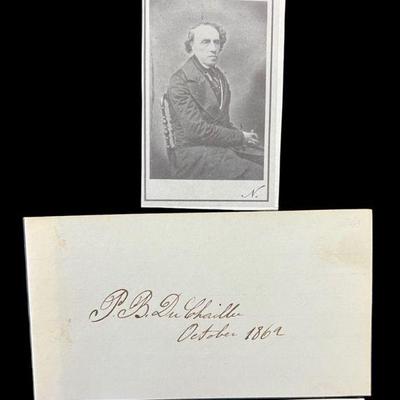 N.
P. B. Du Chaillu
October 1862